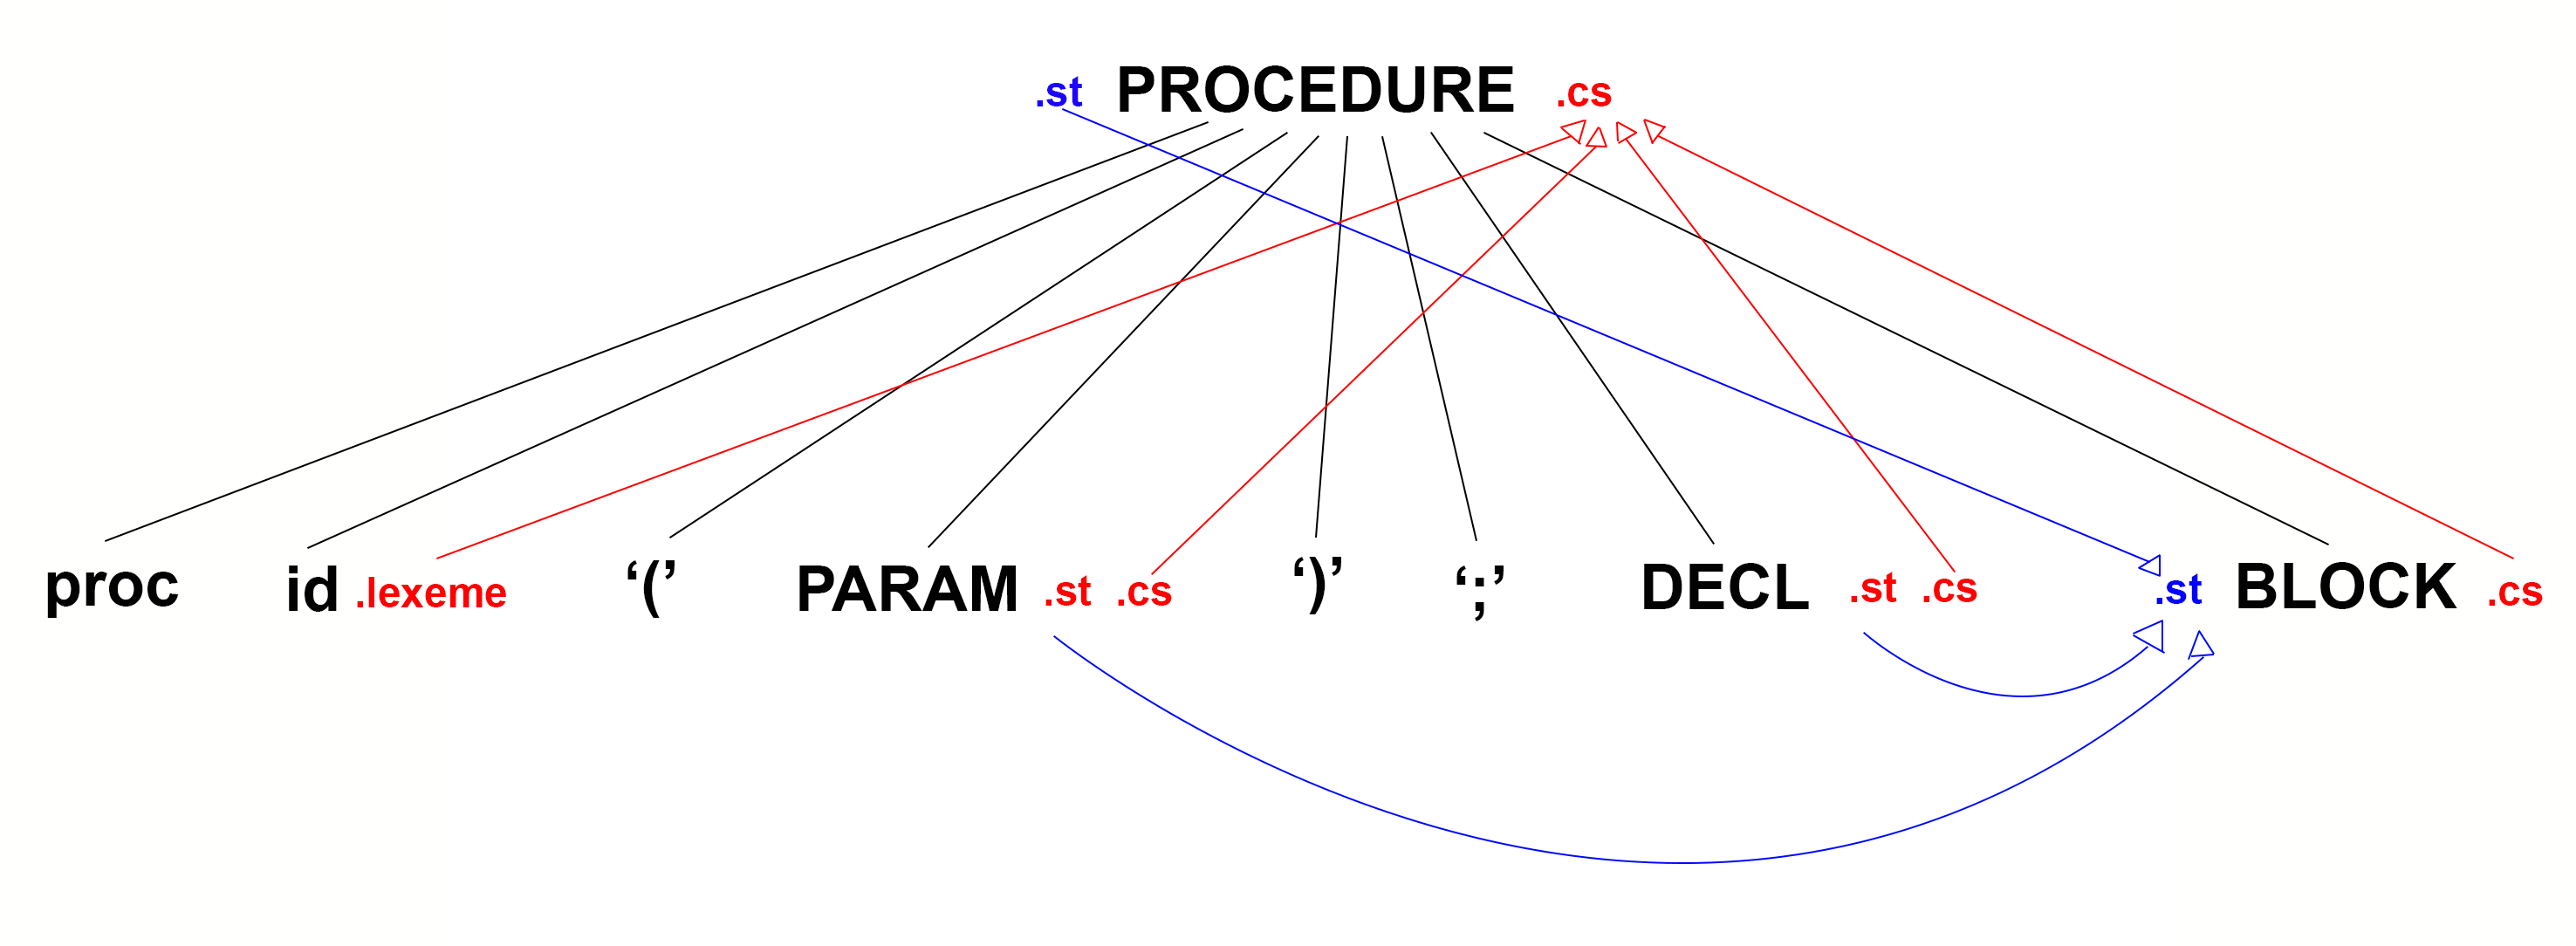 .st PROCEDURE .cs
proc id .lexeme ‘(’ PARAM .st .cs ‘)’ ‘;’ DECL .st .cs .st BLOCK .cs